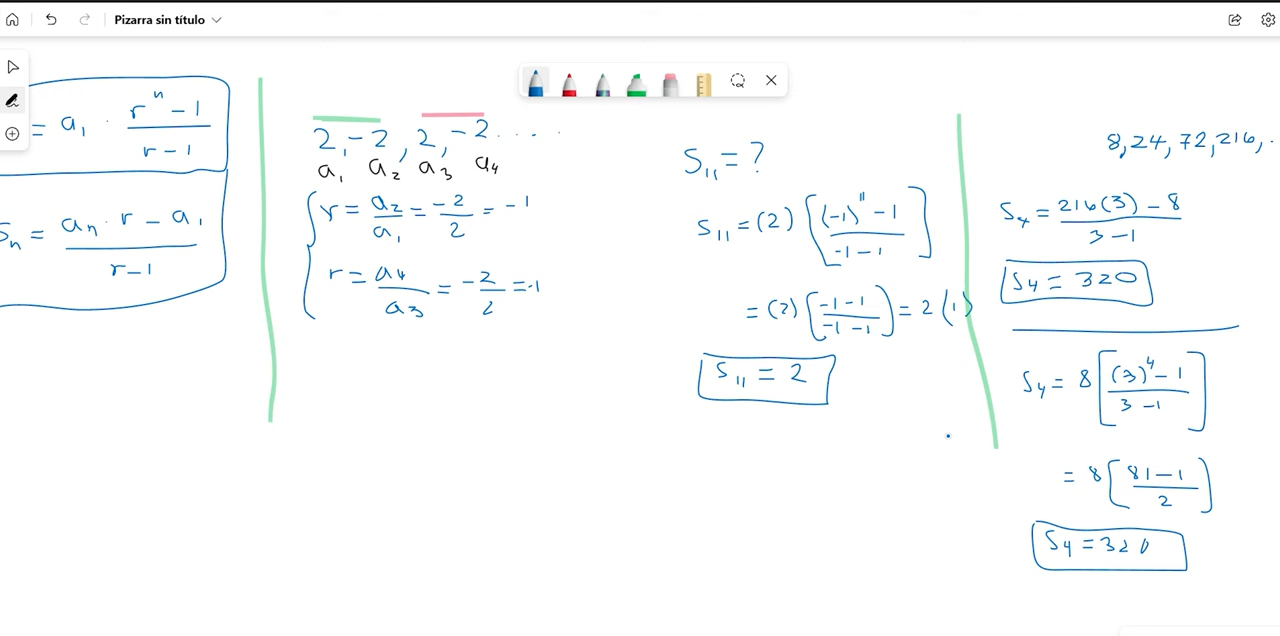 Pizarra sin título
= a₁ · (rⁿ - 1)/(r - 1)
Sₙ = (aₙ · r - a₁)/(r - 1)
2, -2, 2, -2 ....
a₁ a₂ a₃ a₄
r = a₂/a₁ = -2/2 = -1
r = a₄/a₃ = -2/2 = -1
S₁₁ = ?
S₁₁ = (2) [((-1)¹¹ - 1)/(-1 - 1)]
= (2) [(-1 - 1)/(-1 - 1)] = 2 (1)
S₁₁ = 2
8, 24, 72, 216, .
S₄ = (216(3) - 8)/(3 - 1)
S₄ = 320
S₄ = 8 [((3)⁴ - 1)/(3 - 1)]
= 8 [(81 - 1)/2]
S₄ = 320